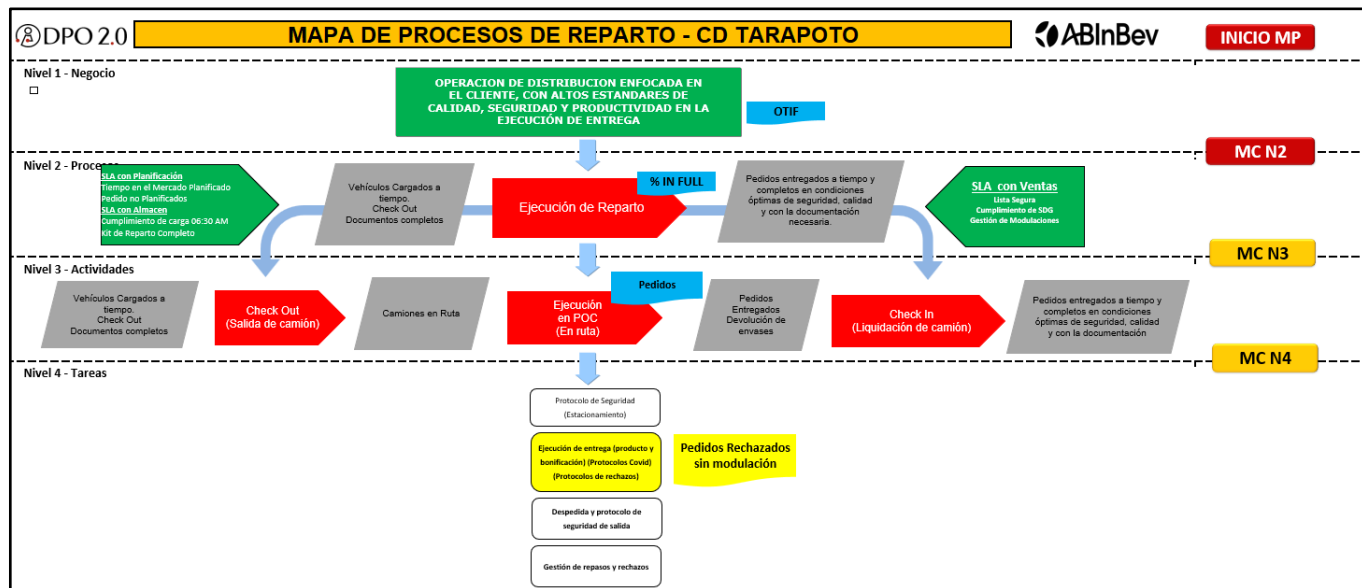 DPO 2.0
MAPA DE PROCESOS DE REPARTO - CD TARAPOTO
ABInBev
INICIO MP
Nivel 1 - Negocio
OPERACION DE DISTRIBUCION ENFOCADA EN
EL CLIENTE, CON ALTOS ESTANDARES DE
CALIDAD, SEGURIDAD Y PRODUCTIVIDAD EN LA
EJECUCIÓN DE ENTREGA
OTIF
MC N2
Nivel 2 - Proceso
SLA con Planificación
Tiempo en el Mercado Planificado
Pedido no Planificados
SLA con Almacen
Cumplimiento de carga 06:30 AM
Kit de Reparto Completo
Vehículos Cargados a
tiempo.
Check Out
Documentos completos
Ejecución de Reparto
% IN FULL
Pedidos entregados a tiempo y
completos en condiciones
óptimas de seguridad, calidad
y con la documentación
necesaria.
SLA con Ventas
Lista Segura
Cumplimiento de SDG
Gestión de Modulaciones
MC N3
Nivel 3 - Actividades
Vehículos Cargados a
tiempo.
Check Out
Documentos completos
Check Out
(Salida de camión)
Camiones en Ruta
Ejecución
en POC
(En ruta)
Pedidos
Pedidos
Entregados
Devolución de
envases
Check In
(Liquidación de camión)
Pedidos entregados a tiempo y
completos en condiciones
óptimas de seguridad, calidad
y con la documentación
MC N4
Nivel 4 - Tareas
Protocolo de Seguridad
(Estacionamiento)
Ejecución de entrega (producto y
bonificación) (Protocolos Covid)
(Protocolos de rechazos)
Pedidos Rechazados
sin modulación
Despedida y protocolo de
seguridad de salida
Gestión de repasos y rechazos